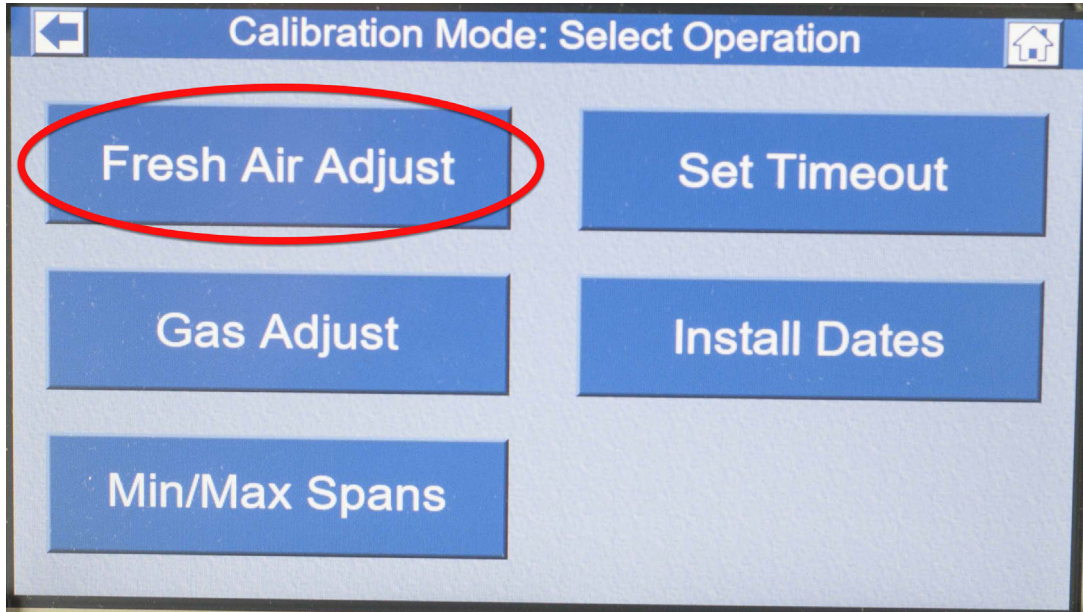 Calibration Mode: Select Operation
Fresh Air Adjust
Set Timeout
Gas Adjust
Install Dates
Min/Max Spans